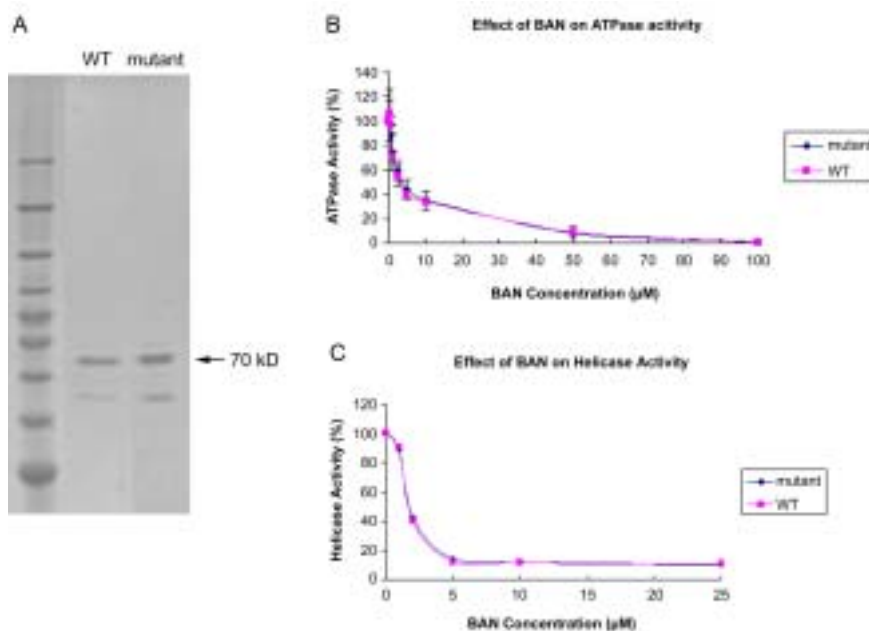 A
WT mutant
70 kD
B
Effect of BAN on ATPase acitivity
ATPase Activity (%)
140
120
100
80
60
40
20
0
0 10 20 30 40 50 60 70 80 90 100
BAN Concentration (µM)
mutant
WT
C
Effect of BAN on Helicase Activity
Helicase Activity (%)
120
100
80
60
40
20
0
0 5 10 15 20 25
BAN Concentration (µM)
mutant
WT